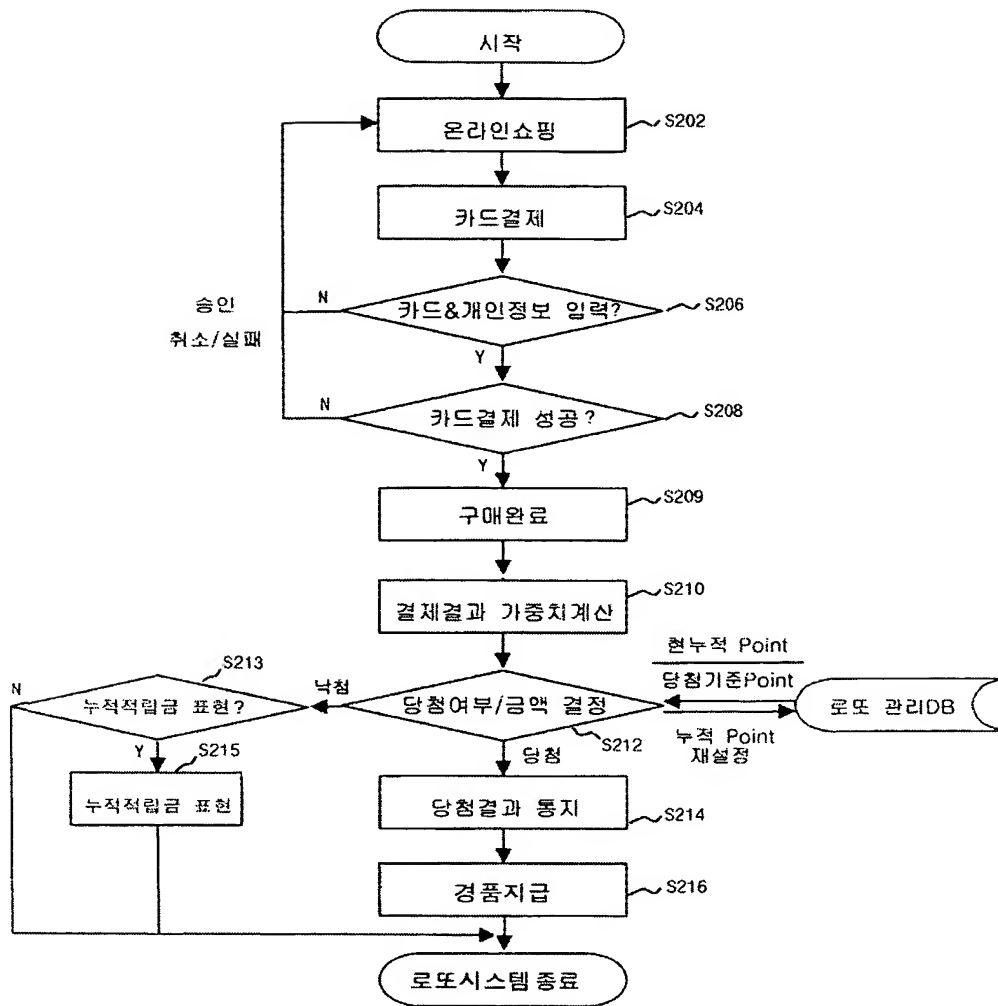 시작
온라인쇼핑
S202
카드결제
S204
승인
취소/실패
N
카드&개인정보 입력?
S206
Y
N
카드결제 성공?
S208
Y
구매완료
S209
결제결과 가중치계산
S210
현누적 Point
당첨기준Point
로또 관리DB
누적 Point
재설정
당첨여부/금액 결정
S212
낙첨
당첨
S213
N
누적적립금 표현?
Y
S215
누적적립금 표현
당첨결과 통지
S214
경품지급
S216
로또시스템 종료